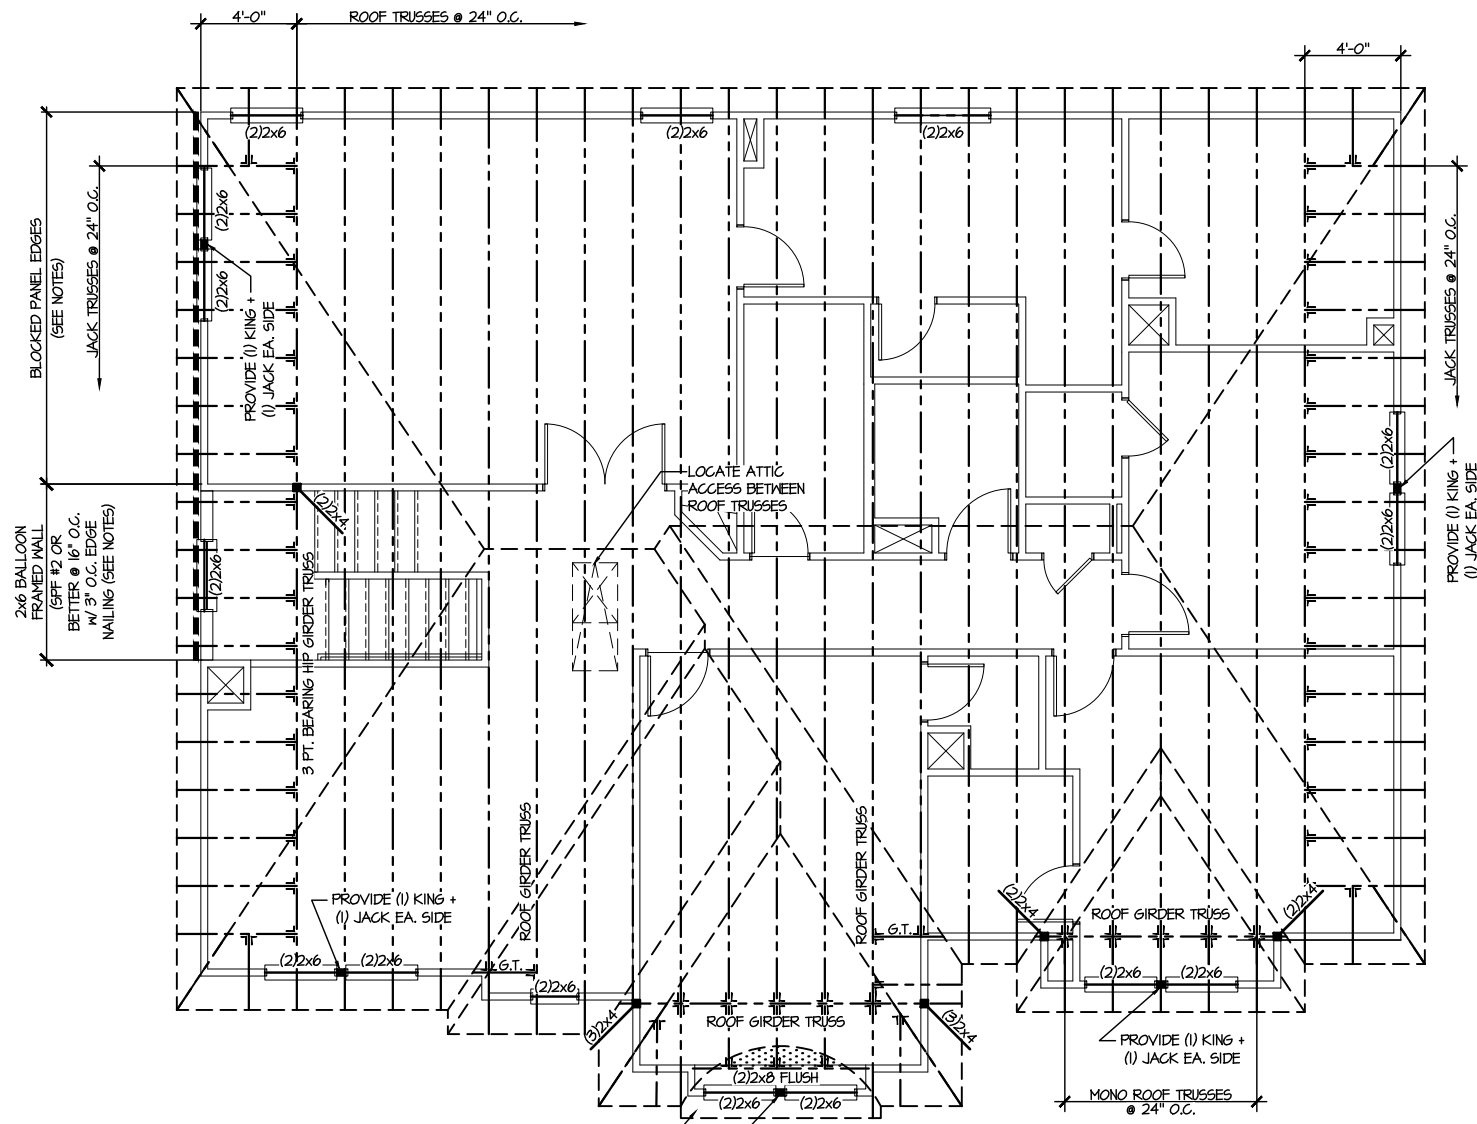 4'-0"
ROOF TRUSSES @ 24" O.C.
4'-0"
(2)2x6
(2)2x6
(2)2x6
BLOCKED PANEL EDGES
(SEE NOTES)
JACK TRUSSES @ 24" O.C.
(2)2x6
(2)2x6
PROVIDE (1) KING +
(1) JACK EA. SIDE
JACK TRUSSES @ 24" O.C.
LOCATE ATTIC
ACCESS BETWEEN
ROOF TRUSSES
(2)2x6
(2)2x6
PROVIDE (1) KING +
(1) JACK EA. SIDE
2x6 BALLOON
FRAMED WALL
(SPF #2 OR
BETTER @ 16" O.C.
W/ 3" O.C. EDGE
NAILING (SEE NOTES)
(2)2x6
(2)2x4
3 PT. BEARING HIP GIRDER TRUSS
ROOF GIRDER TRUSS
ROOF GIRDER TRUSS
PROVIDE (1) KING +
(1) JACK EA. SIDE
(2)2x4
ROOF GIRDER TRUSS
(2)2x4
G.T.
G.T.
(2)2x6
(2)2x6
(2)2x6
(2)2x6
(2)2x6
(3)2x4
ROOF GIRDER TRUSS
(3)2x4
PROVIDE (1) KING +
(1) JACK EA. SIDE
(2)2x8 FLUSH
(2)2x6
(2)2x6
MONO ROOF TRUSSES
@ 24" O.C.